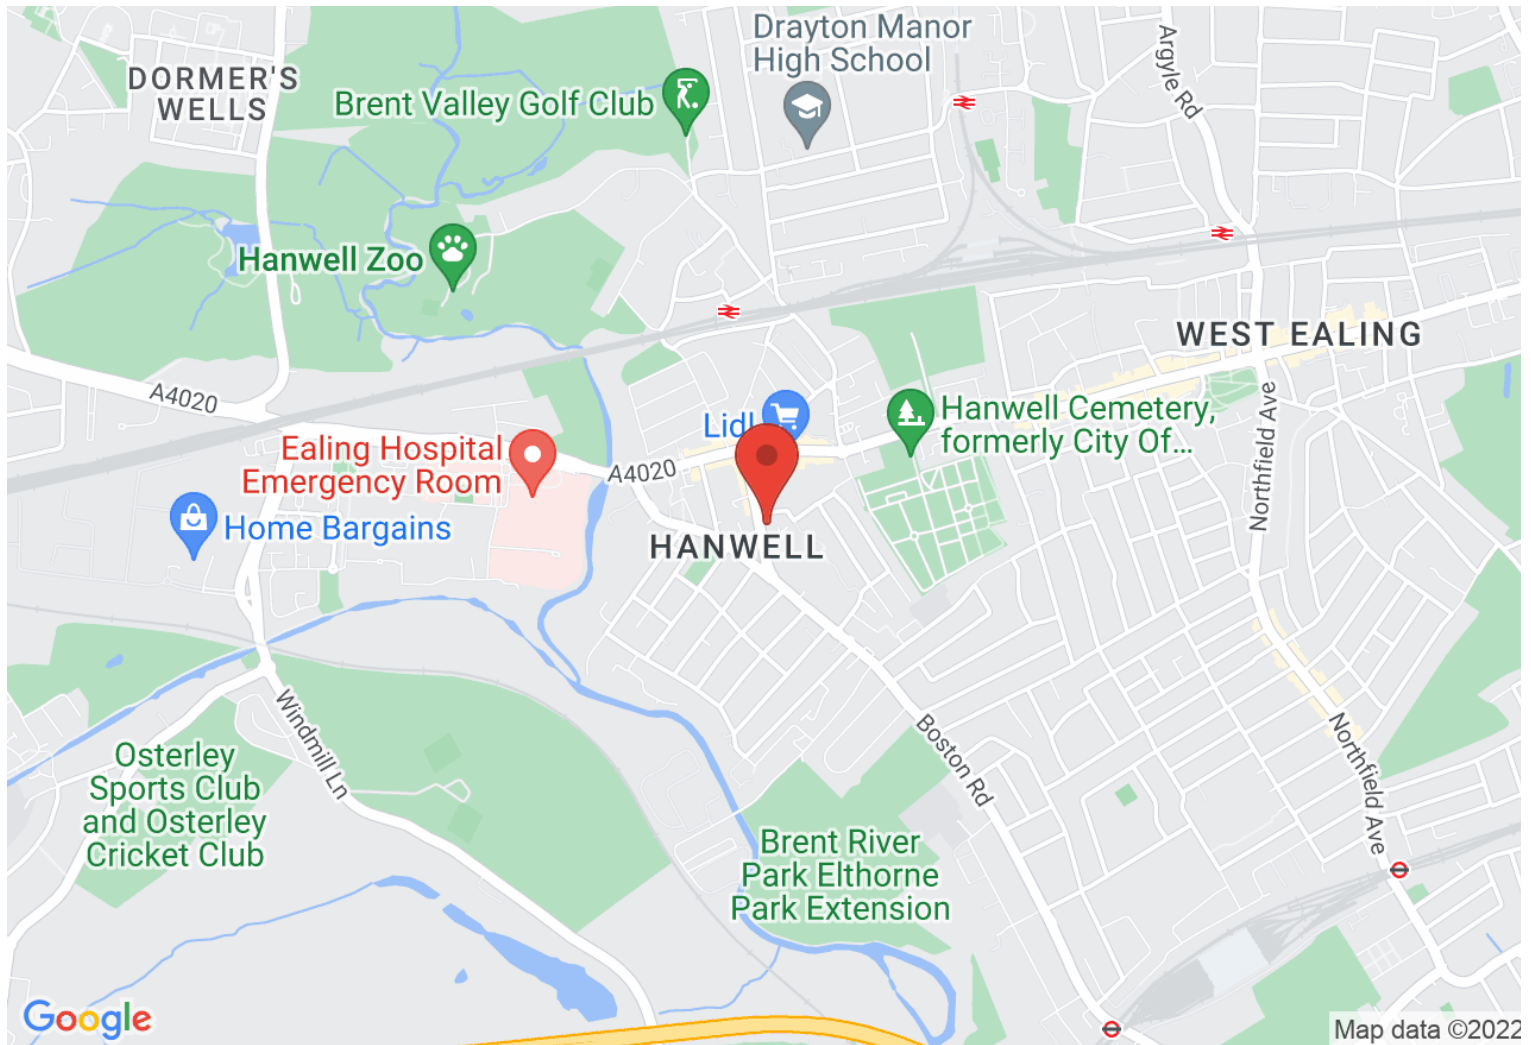 Drayton Manor
High School
Argyle Rd
DORMER'S
WELLS
Brent Valley Golf Club
Hanwell Zoo
WEST EALING
A4020
Lidl
Hanwell Cemetery,
formerly City Of...
Northfield Ave
Ealing Hospital
Emergency Room
A4020
Home Bargains
HANWELL
Windmill Ln
Boston Rd
Northfield Ave
Osterley
Sports Club
and Osterley
Cricket Club
Brent River
Park Elthorne
Park Extension
Google
Map data ©2022